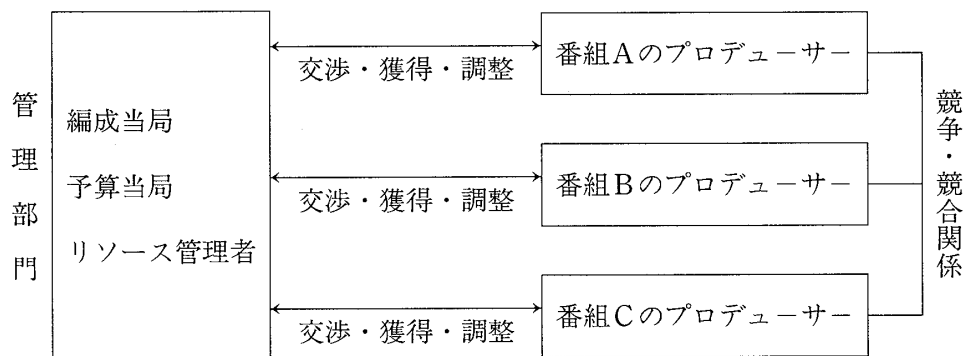 管理部門
編成当局
予算当局
リソース管理者
交渉・獲得・調整
番組Aのプロデューサー
交渉・獲得・調整
番組Bのプロデューサー
交渉・獲得・調整
番組Cのプロデューサー
競争・競合関係